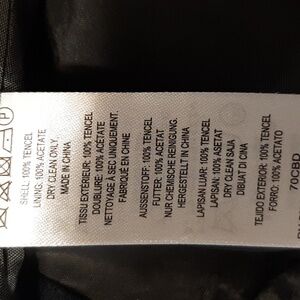 SHELL: 100% TENCEL
LINING: 100% ACETATE
DRY CLEAN ONLY.
MADE IN CHINA
TISSU EXTÉRIEUR: 100% TENCEL
DOUBLURE: 100% ACETATE
NETTOYAGE À SEC UNIQUEMENT
FABRIQUÉ EN CHINE
AUSSENSTOFF: 100% TENCEL
FUTTER: 100% ACETAT
NUR CHEMISCHE REINIGUNG.
HERGESTELLT IN CHINA
LAPISAN LUAR: 100% TENCEL
LAPISAN: 100% ASETAT
DRY CLEAN SAJA
DIBUAT DI CINA
TEJIDO EXTERIOR: 100% TENCEL
FORRO: 100% ACETATO
70CBD